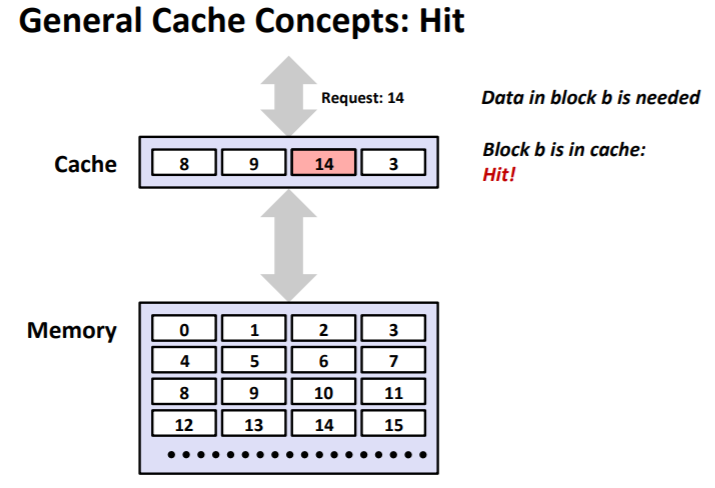 General Cache Concepts: Hit
Request: 14
Data in block b is needed
Cache
8 9 14 3
Block b is in cache:
Hit!
Memory
0 1 2 3
4 5 6 7
8 9 10 11
12 13 14 15